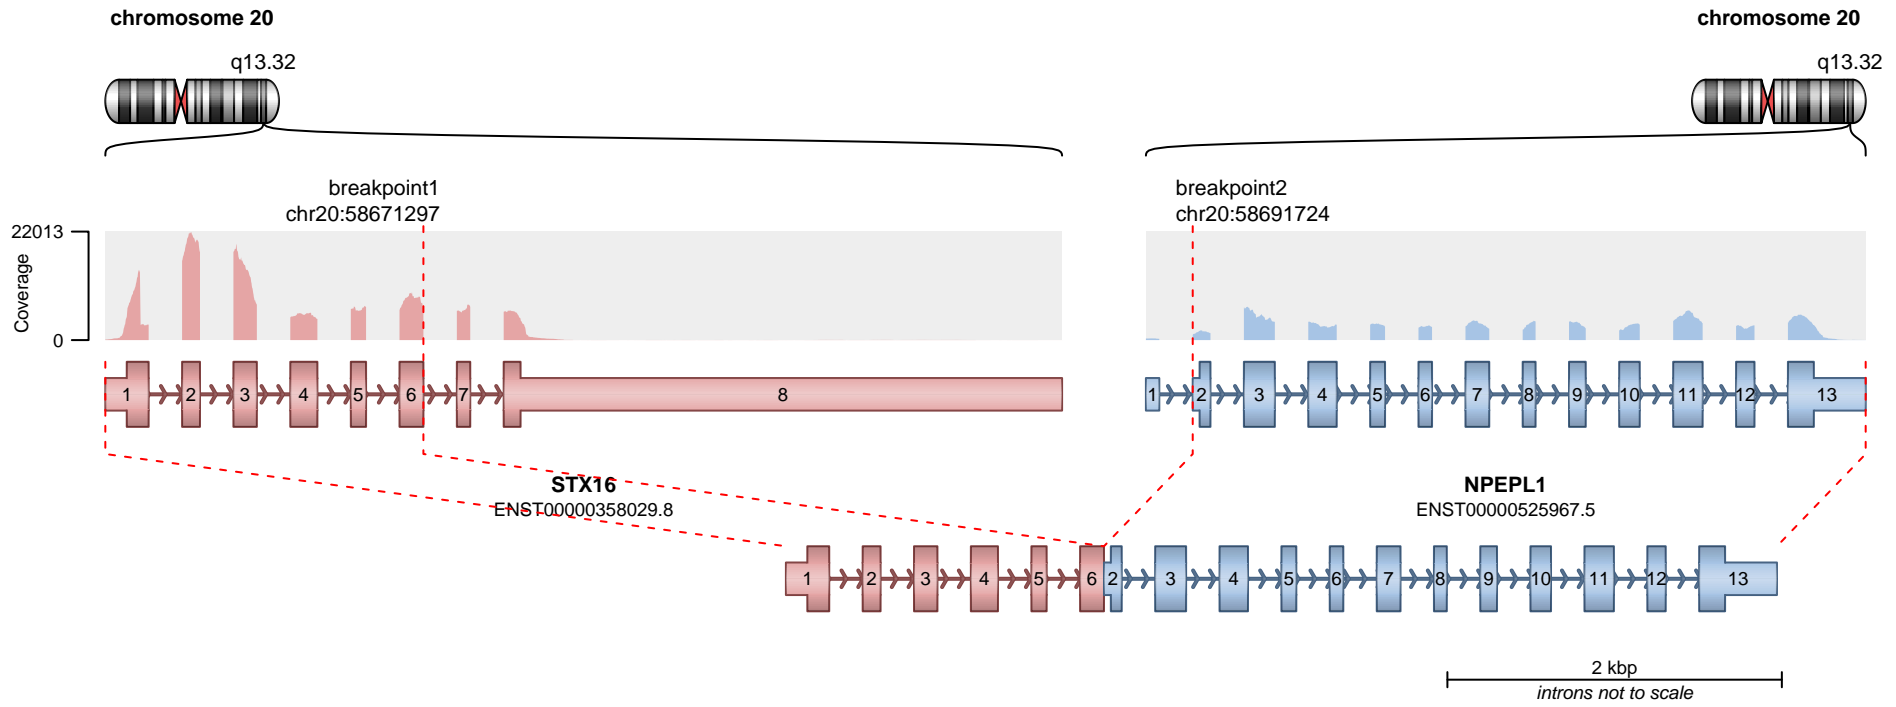 chromosome 20
chromosome 20
q13.32
q13.32
breakpoint1
chr20:58671297
breakpoint2
chr20:58691724
22013
Coverage
0
1 2 3 4 5 6 7 8
1 2 3 4 5 6 7 8 9 10 11 12 13
STX16
ENST00000358029.8
NPEPL1
ENST00000525967.5
1 2 3 4 5 6 2 3 4 5 6 7 8 9 10 11 12 13
2 kbp
introns not to scale